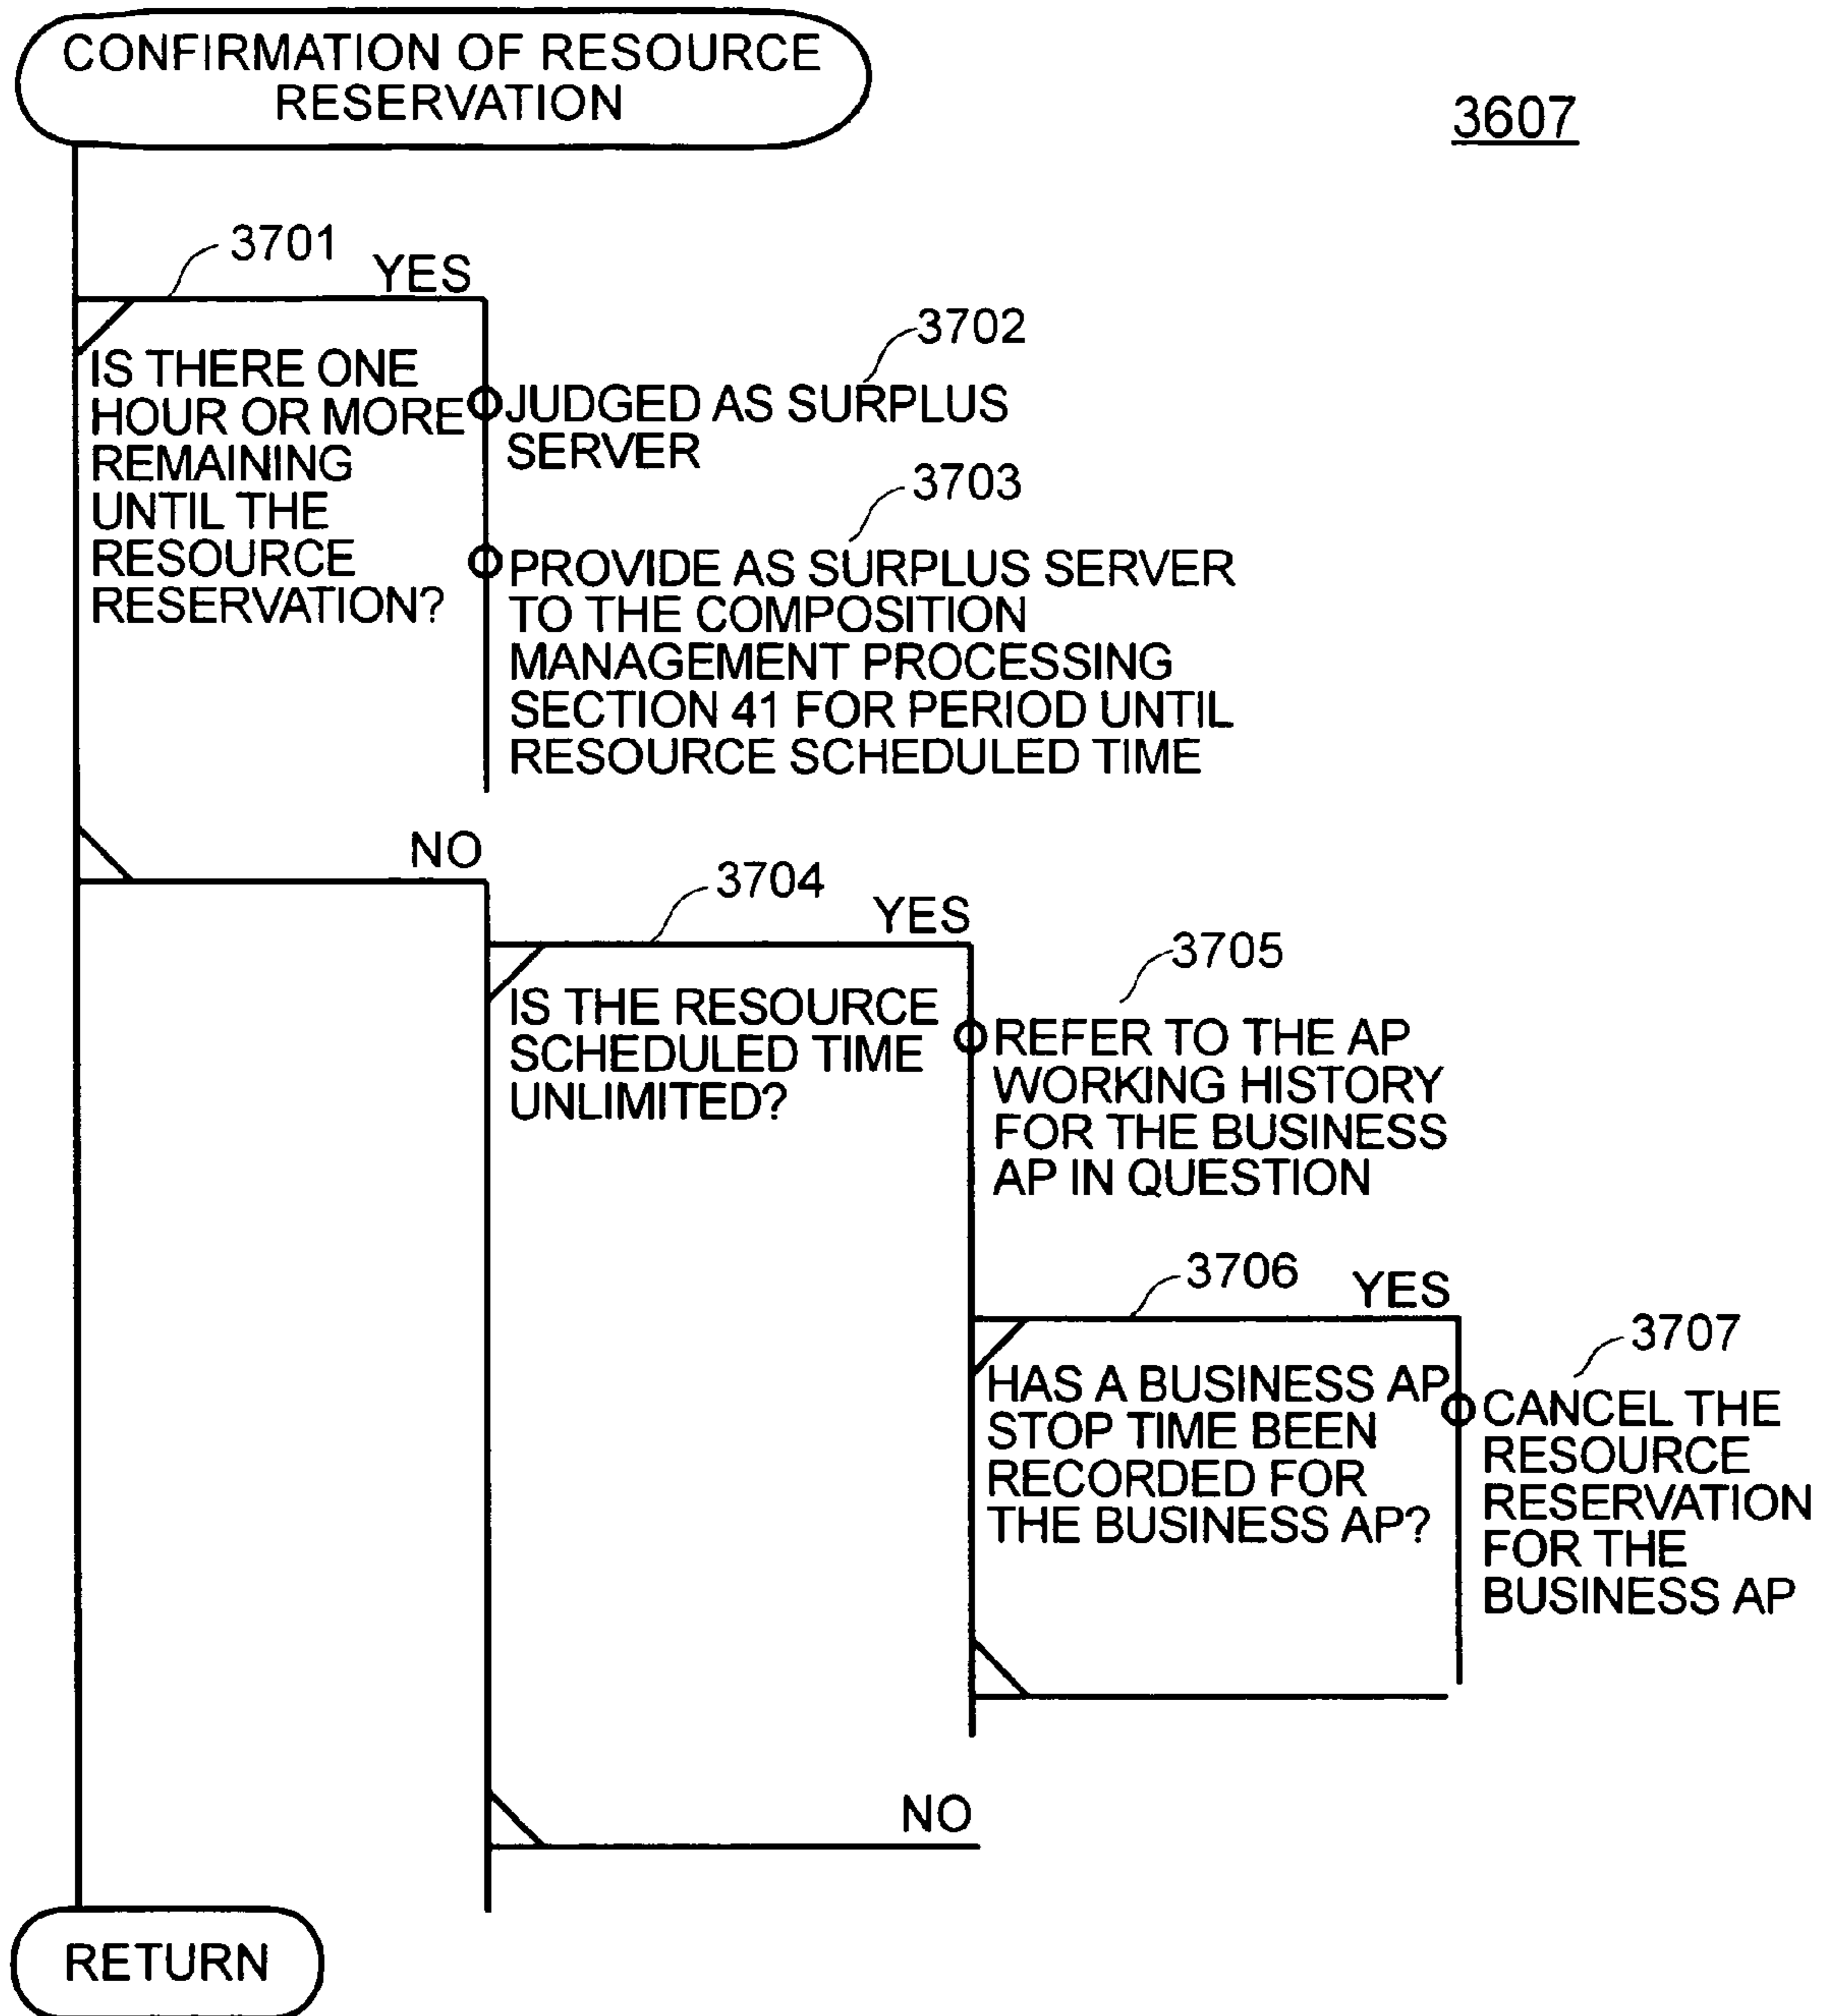 CONFIRMATION OF RESOURCE
RESERVATION
3607
3701
YES
IS THERE ONE
HOUR OR MORE
REMAINING
UNTIL THE
RESOURCE
RESERVATION?
3702
JUDGED AS SURPLUS
SERVER
3703
PROVIDE AS SURPLUS SERVER
TO THE COMPOSITION
MANAGEMENT PROCESSING
SECTION 41 FOR PERIOD UNTIL
RESOURCE SCHEDULED TIME
NO
3704
YES
IS THE RESOURCE
SCHEDULED TIME
UNLIMITED?
3705
REFER TO THE AP
WORKING HISTORY
FOR THE BUSINESS
AP IN QUESTION
3706
YES
HAS A BUSINESS AP
STOP TIME BEEN
RECORDED FOR
THE BUSINESS AP?
3707
CANCEL THE
RESOURCE
RESERVATION
FOR THE
BUSINESS AP
NO
RETURN